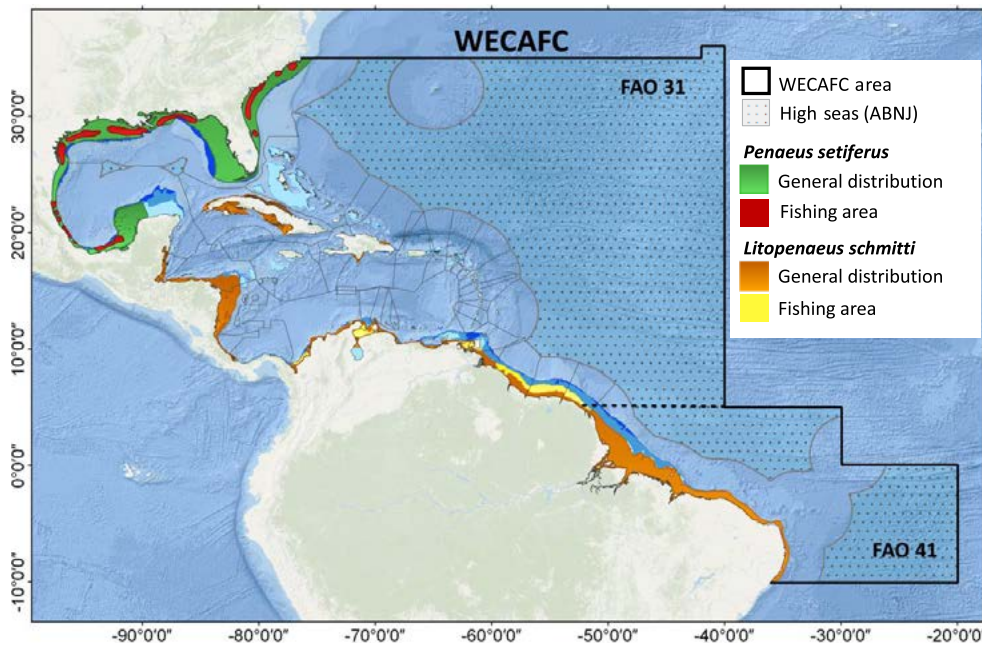 WECAFC
FAO 31
WECAFC area
High seas (ABNJ)
Penaeus setiferus
General distribution
Fishing area
Litopenaeus schmitti
General distribution
Fishing area
FAO 41
30°0'0"
20°0'0"
10°0'0"
0°0'0"
-10°0'0"
-90°0'0"
-80°0'0"
-70°0'0"
-60°0'0"
-50°0'0"
-40°0'0"
-30°0'0"
-20°0'0"